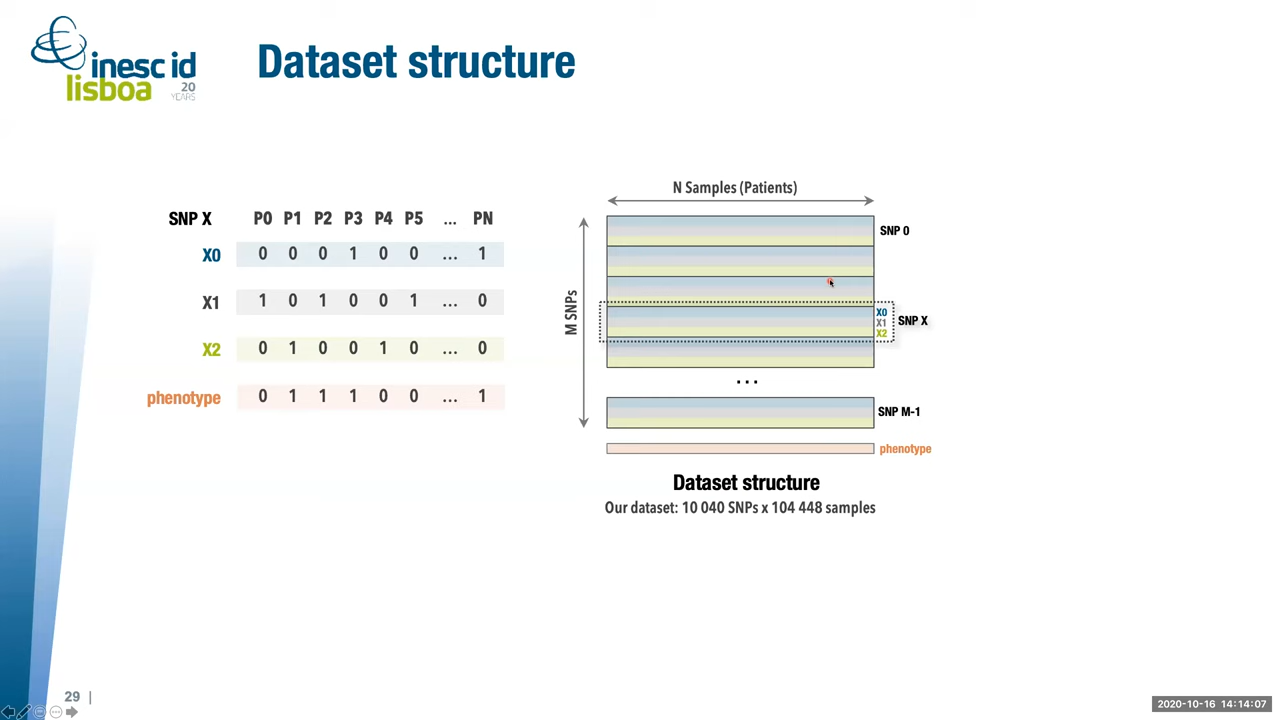 inesc id
lisboa
20
YEARS
Dataset structure
SNP X P0 P1 P2 P3 P4 P5 ... PN
X0 0 0 0 1 0 0 ... 1
X1 1 0 1 0 0 1 ... 0
X2 0 1 0 0 1 0 ... 0
phenotype 0 1 1 1 0 0 ... 1
N Samples (Patients)
M SNPs
SNP 0
X0
X1
X2
SNP X
...
SNP M-1
phenotype
Dataset structure
Our dataset: 10 040 SNPs x 104 448 samples
29 |
2020-10-16 14:14:07